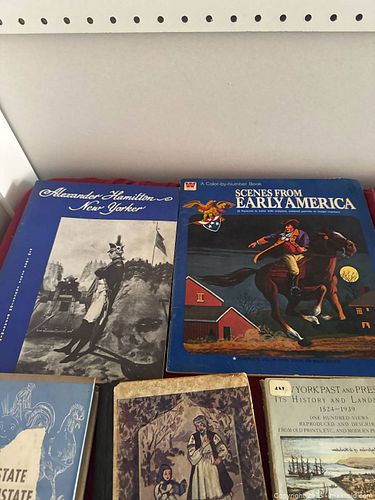 Alexander Hamilton
New Yorker
A Color-by-Number Book
SCENES FROM
EARLY AMERICA
STATE
STATE
YORK PAST and PRES
ITS HISTORY AND LAND
1524~1939
ONE HUNDRED VIEWS
REPRODUCED AND DESCRI
FROM OLD PRINTS, ETC. AND MODERN P